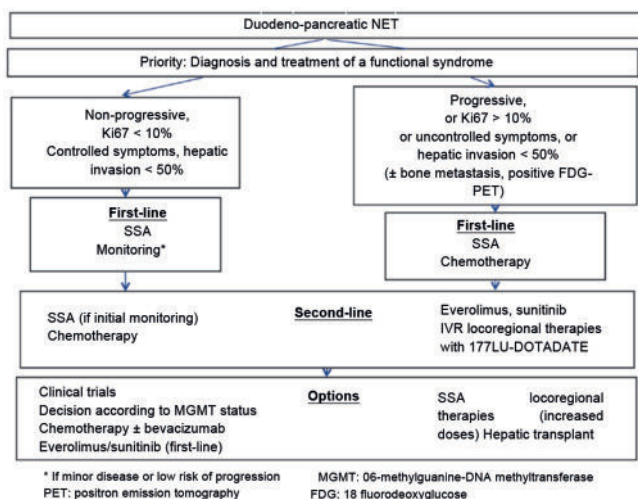 Duodeno-pancreatic NET
Priority: Diagnosis and treatment of a functional syndrome
Non-progressive,
Ki67 < 10%
Controlled symptoms, hepatic
invasion < 50%
Progressive,
or Ki67 > 10%
or uncontrolled symptoms, or
hepatic invasion < 50%
(± bone metastasis, positive FDG-
PET)
First-line
SSA
Monitoring*
First-line
SSA
Chemotherapy
SSA (if initial monitoring)
Chemotherapy
Second-line
Everolimus, sunitinib
IVR locoregional therapies
with 177LU-DOTADATE
Clinical trials
Decision according to MGMT status
Chemotherapy ± bevacizumab
Everolimus/sunitinib (first-line)
Options
SSA locoregional
therapies (increased
doses) Hepatic transplant
* If minor disease or low risk of progression
MGMT: 06-methylguanine-DNA methyltransferase
PET: positron emission tomography
FDG: 18 fluorodeoxyglucose